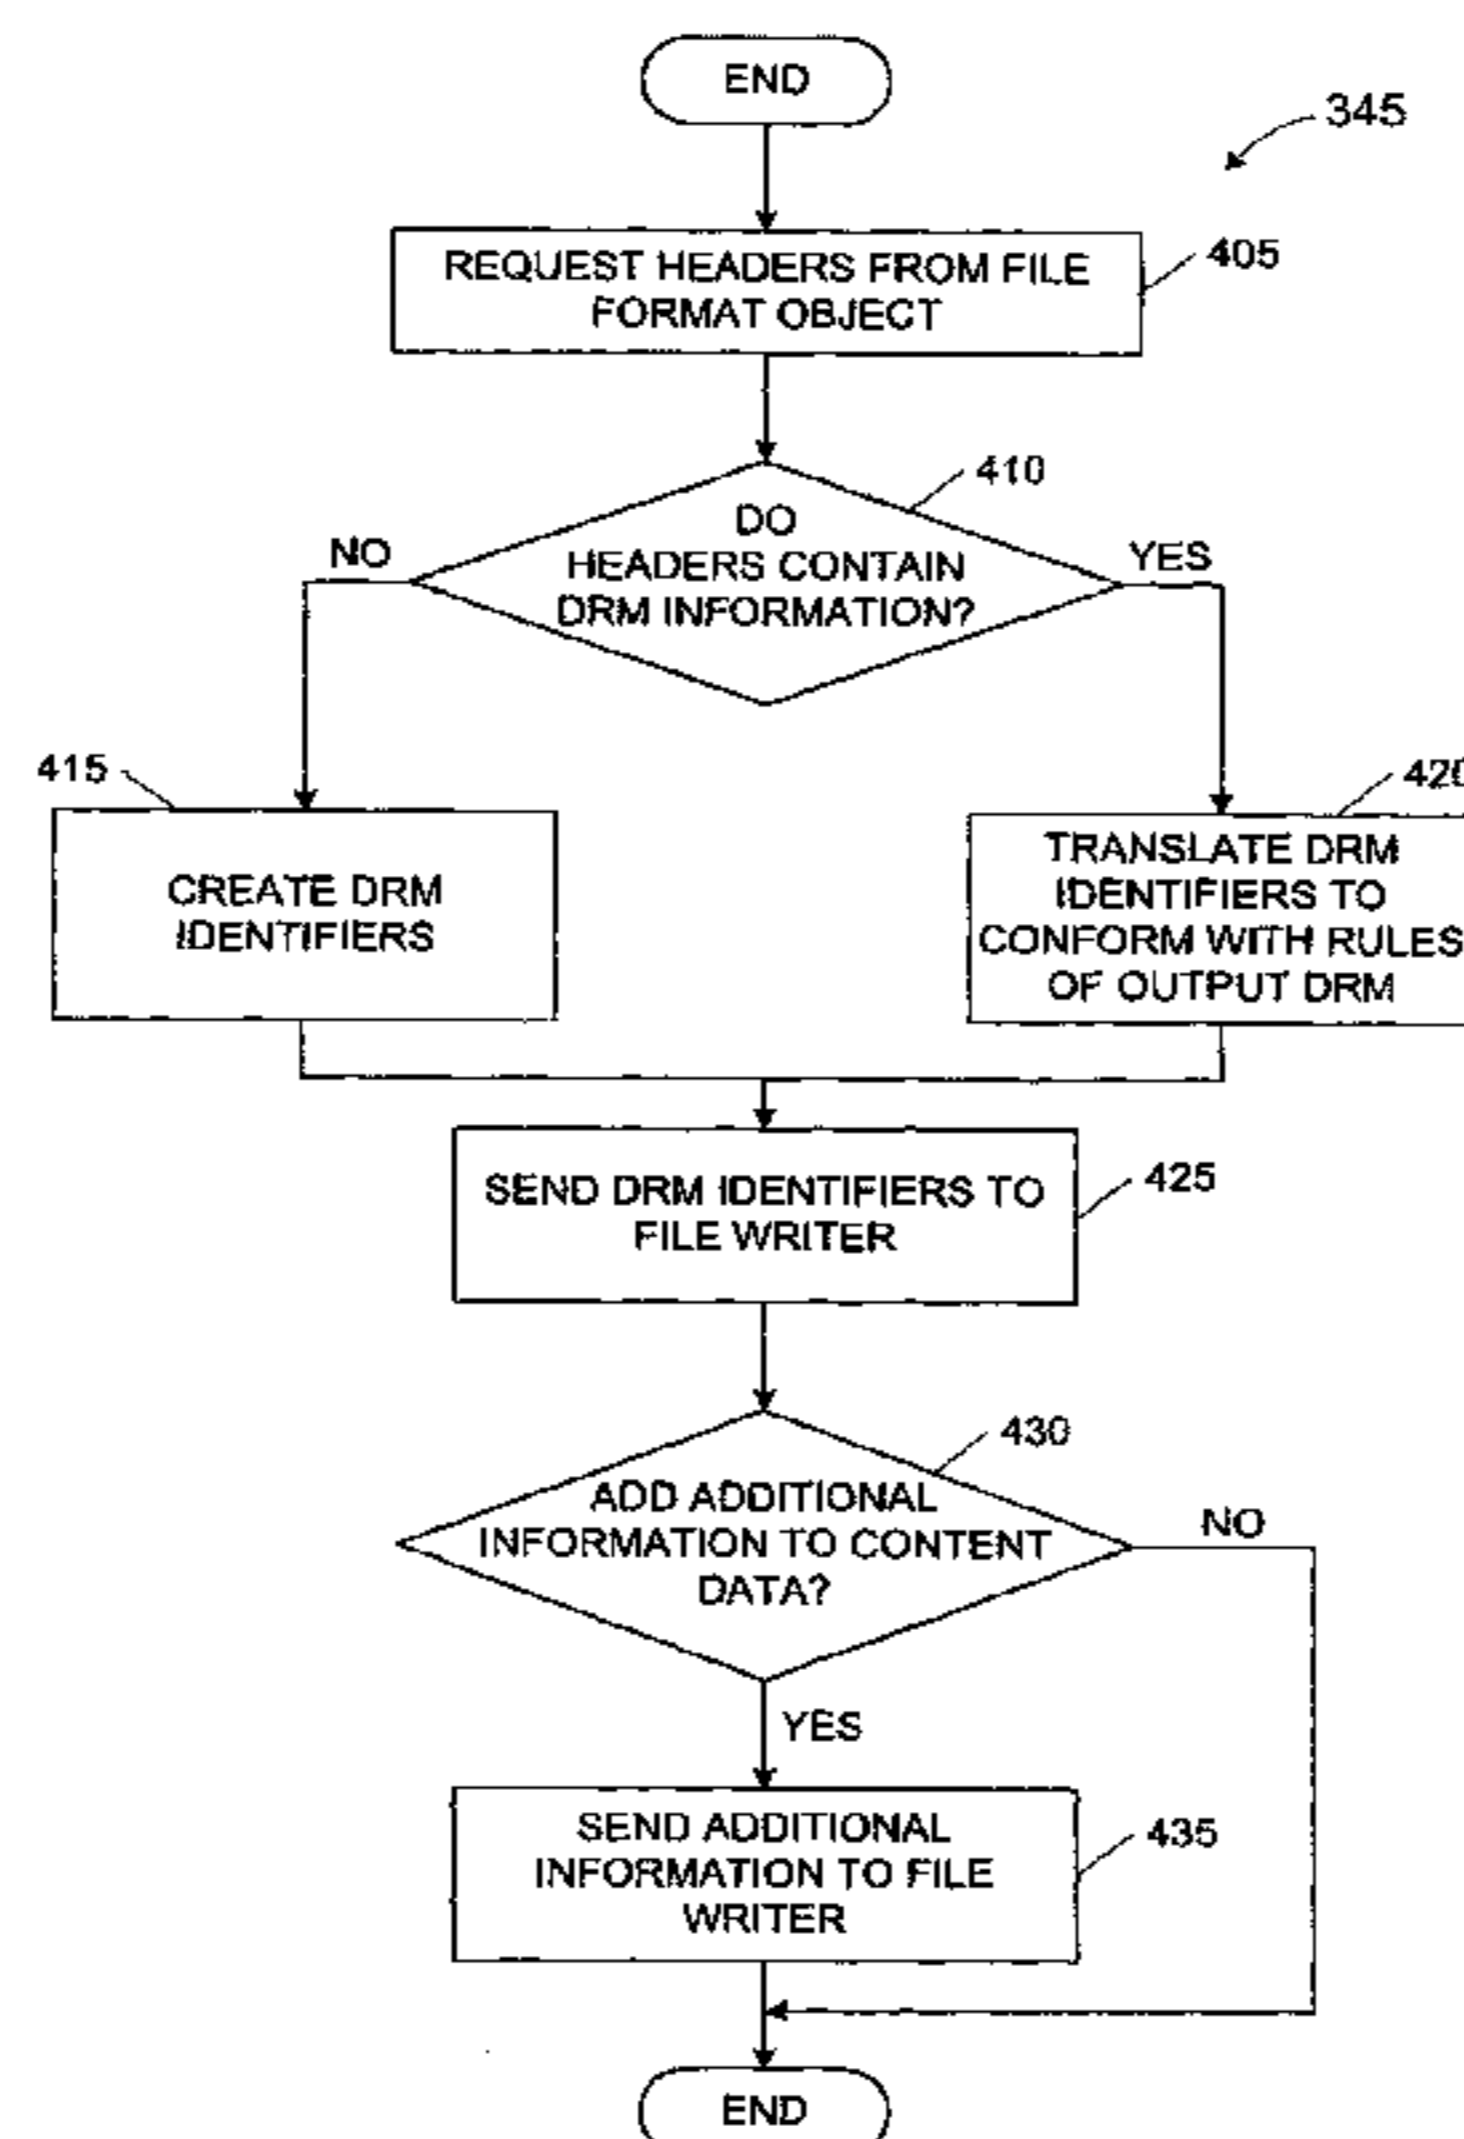 END
345
REQUEST HEADERS FROM FILE
FORMAT OBJECT
405
410
DO
HEADERS CONTAIN
DRM INFORMATION?
NO
YES
415
420
CREATE DRM
IDENTIFIERS
TRANSLATE DRM
IDENTIFIERS TO
CONFORM WITH RULES
OF OUTPUT DRM
SEND DRM IDENTIFIERS TO
FILE WRITER
425
430
ADD ADDITIONAL
INFORMATION TO CONTENT
DATA?
NO
YES
SEND ADDITIONAL
INFORMATION TO FILE
WRITER
435
END